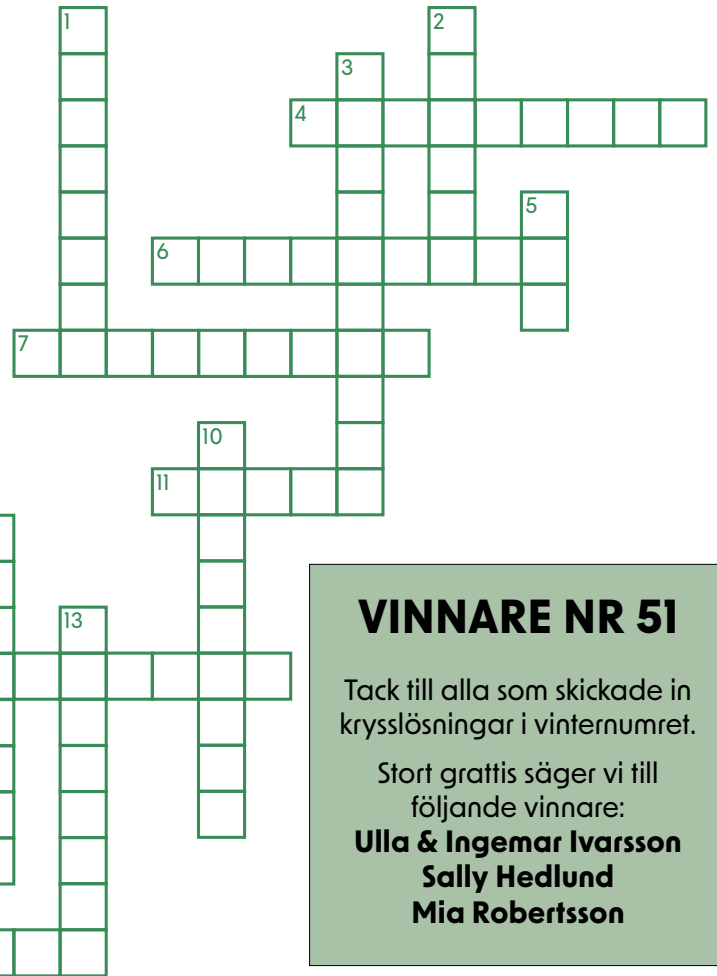 1
2
3
4
5
6
7
10
11
13
VINNARE NR 51
Tack till alla som skickade in
krysslösningar i vinternumret.
Stort grattis säger vi till
följande vinnare:
Ulla & Ingemar Ivarsson
Sally Hedlund
Mia Robertsson